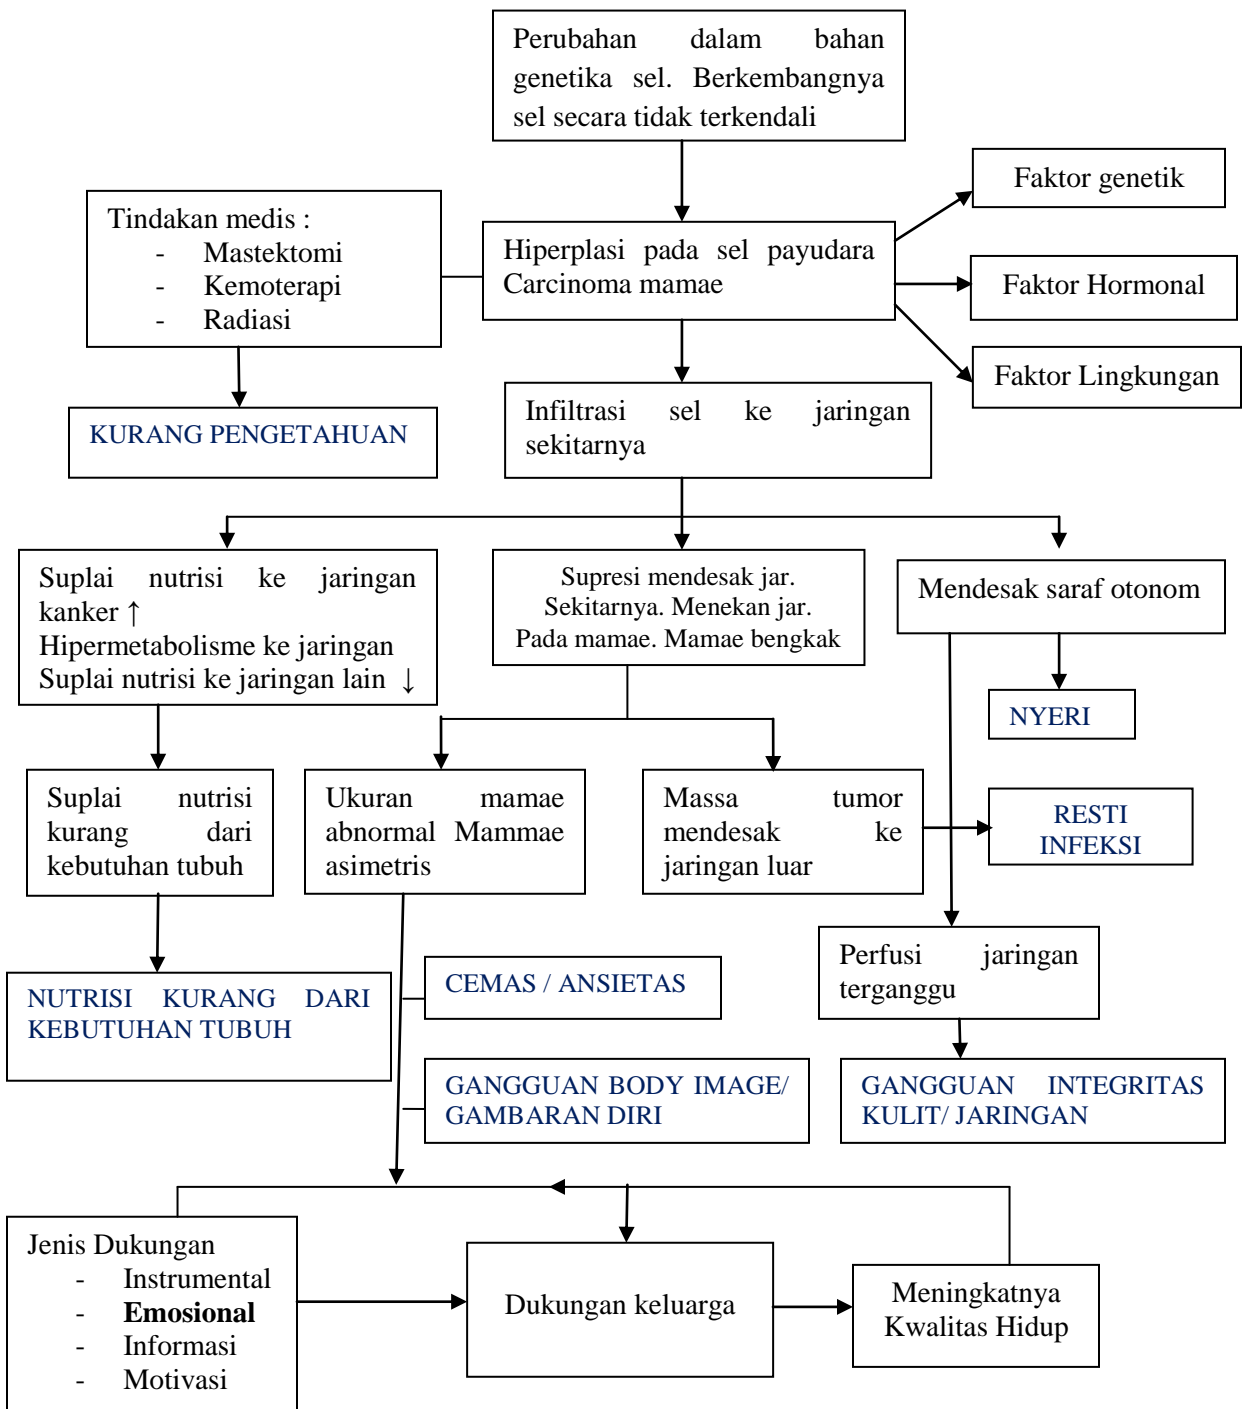 Perubahan dalam bahan
genetika sel. Berkembangnya
sel secara tidak terkendali
Faktor genetik
Tindakan medis :
- Mastektomi
- Kemoterapi
- Radiasi
Hiperplasi pada sel payudara
Carcinoma mamae
Faktor Hormonal
Faktor Lingkungan
KURANG PENGETAHUAN
Infiltrasi sel ke jaringan
sekitarnya
Suplai nutrisi ke jaringan
kanker ↑
Hipermetabolisme ke jaringan
Suplai nutrisi ke jaringan lain ↓
Supresi mendesak jar.
Sekitarnya. Menekan jar.
Pada mamae. Mamae bengkak
Mendesak saraf otonom
NYERI
Suplai nutrisi
kurang dari
kebutuhan tubuh
Ukuran mamae
abnormal Mammae
asimetris
Massa tumor
mendesak ke
jaringan luar
RESTI
INFEKSI
Perfusi jaringan
terganggu
NUTRISI KURANG DARI
KEBUTUHAN TUBUH
CEMAS / ANSIETAS
GANGGUAN BODY IMAGE/
GAMBARAN DIRI
GANGGUAN INTEGRITAS
KULIT/ JARINGAN
Jenis Dukungan
- Instrumental
- Emosional
- Informasi
- Motivasi
Dukungan keluarga
Meningkatnya
Kwalitas Hidup